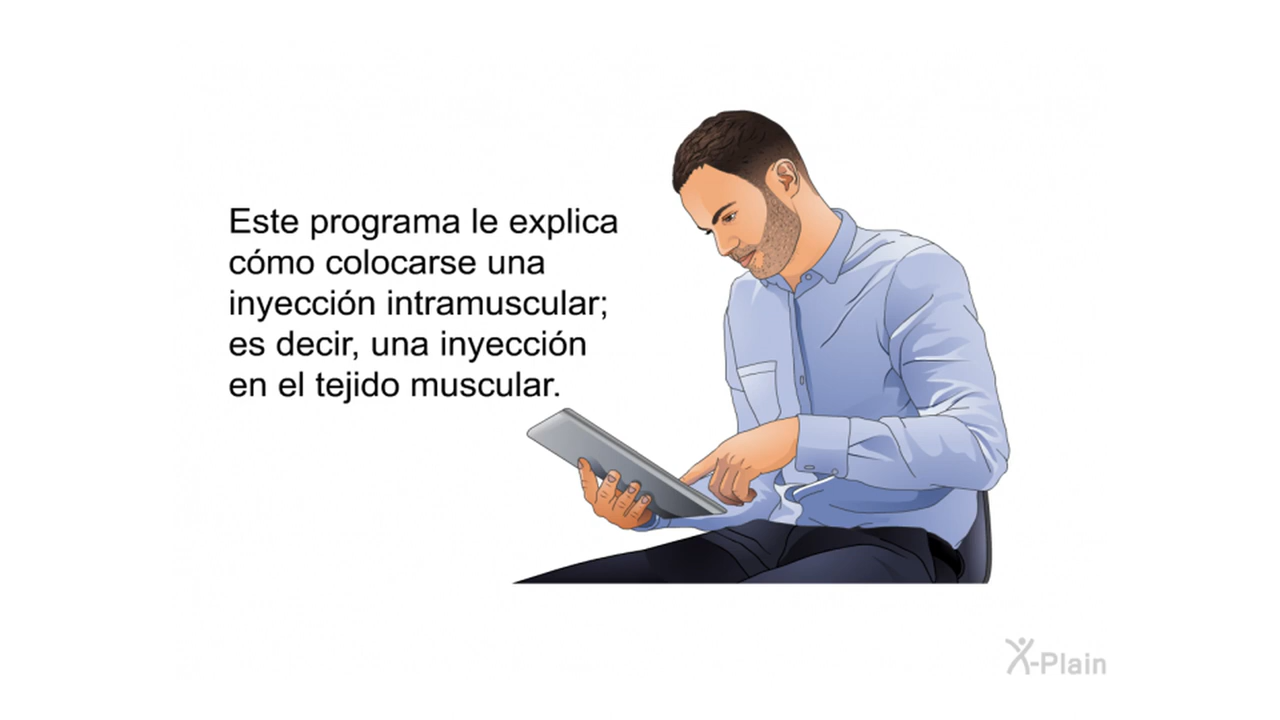 Este programa le explica
cómo colocarse una
inyección intramuscular;
es decir, una inyección
en el tejido muscular.
X-Plain